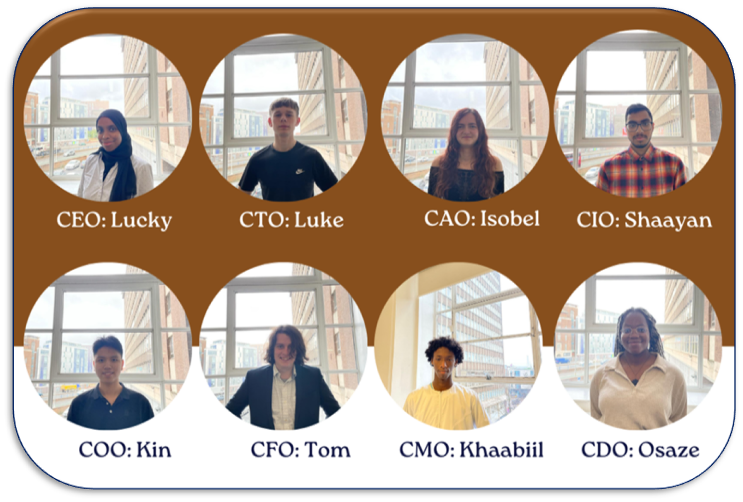 CEO: Lucky
CTO: Luke
CAO: Isobel
CIO: Shaayan
COO: Kin
CFO: Tom
CMO: Khaabiil
CDO: Osaze